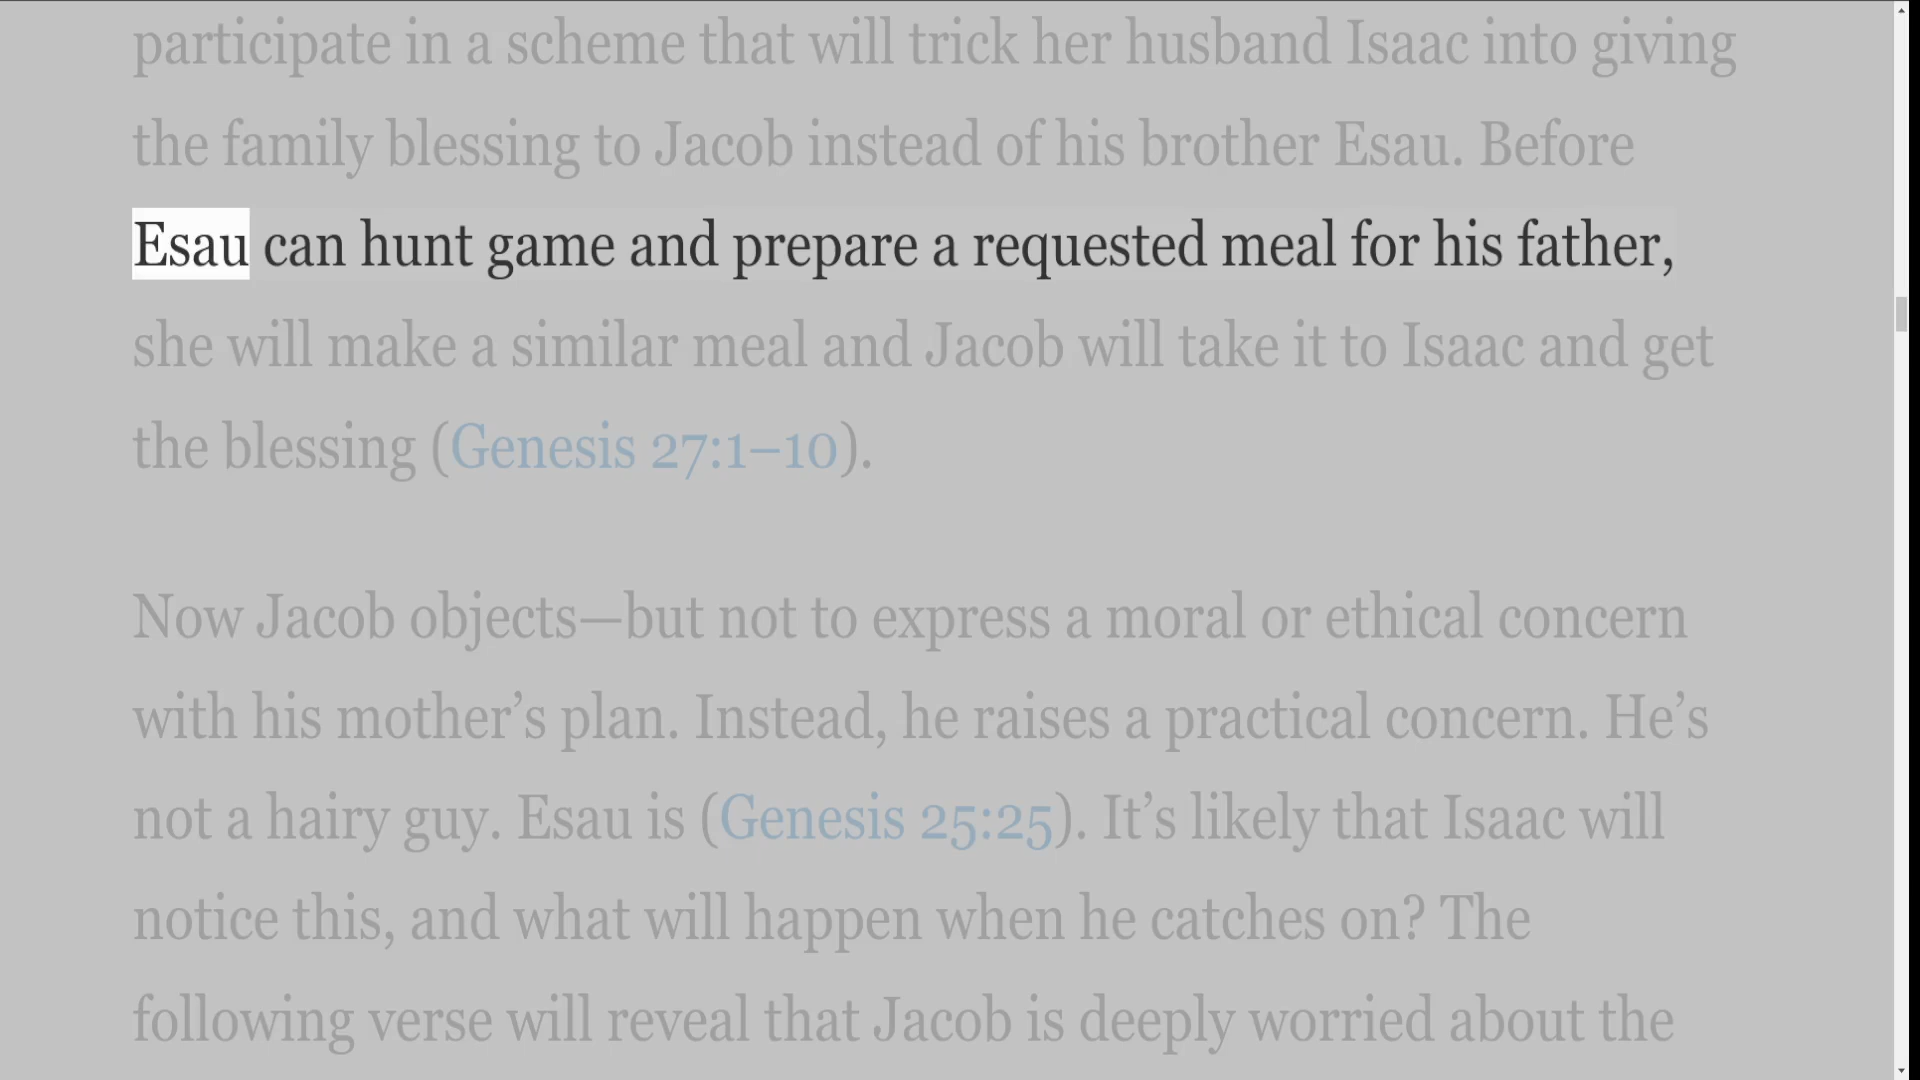 participate in a scheme that will trick her husband Isaac into giving
the family blessing to Jacob instead of his brother Esau. Before
Esau can hunt game and prepare a requested meal for his father,
she will make a similar meal and Jacob will take it to Isaac and get
the blessing (Genesis 27:1–10).
Now Jacob objects—but not to express a moral or ethical concern
with his mother’s plan. Instead, he raises a practical concern. He’s
not a hairy guy. Esau is (Genesis 25:25). It’s likely that Isaac will
notice this, and what will happen when he catches on? The
following verse will reveal that Jacob is deeply worried about the